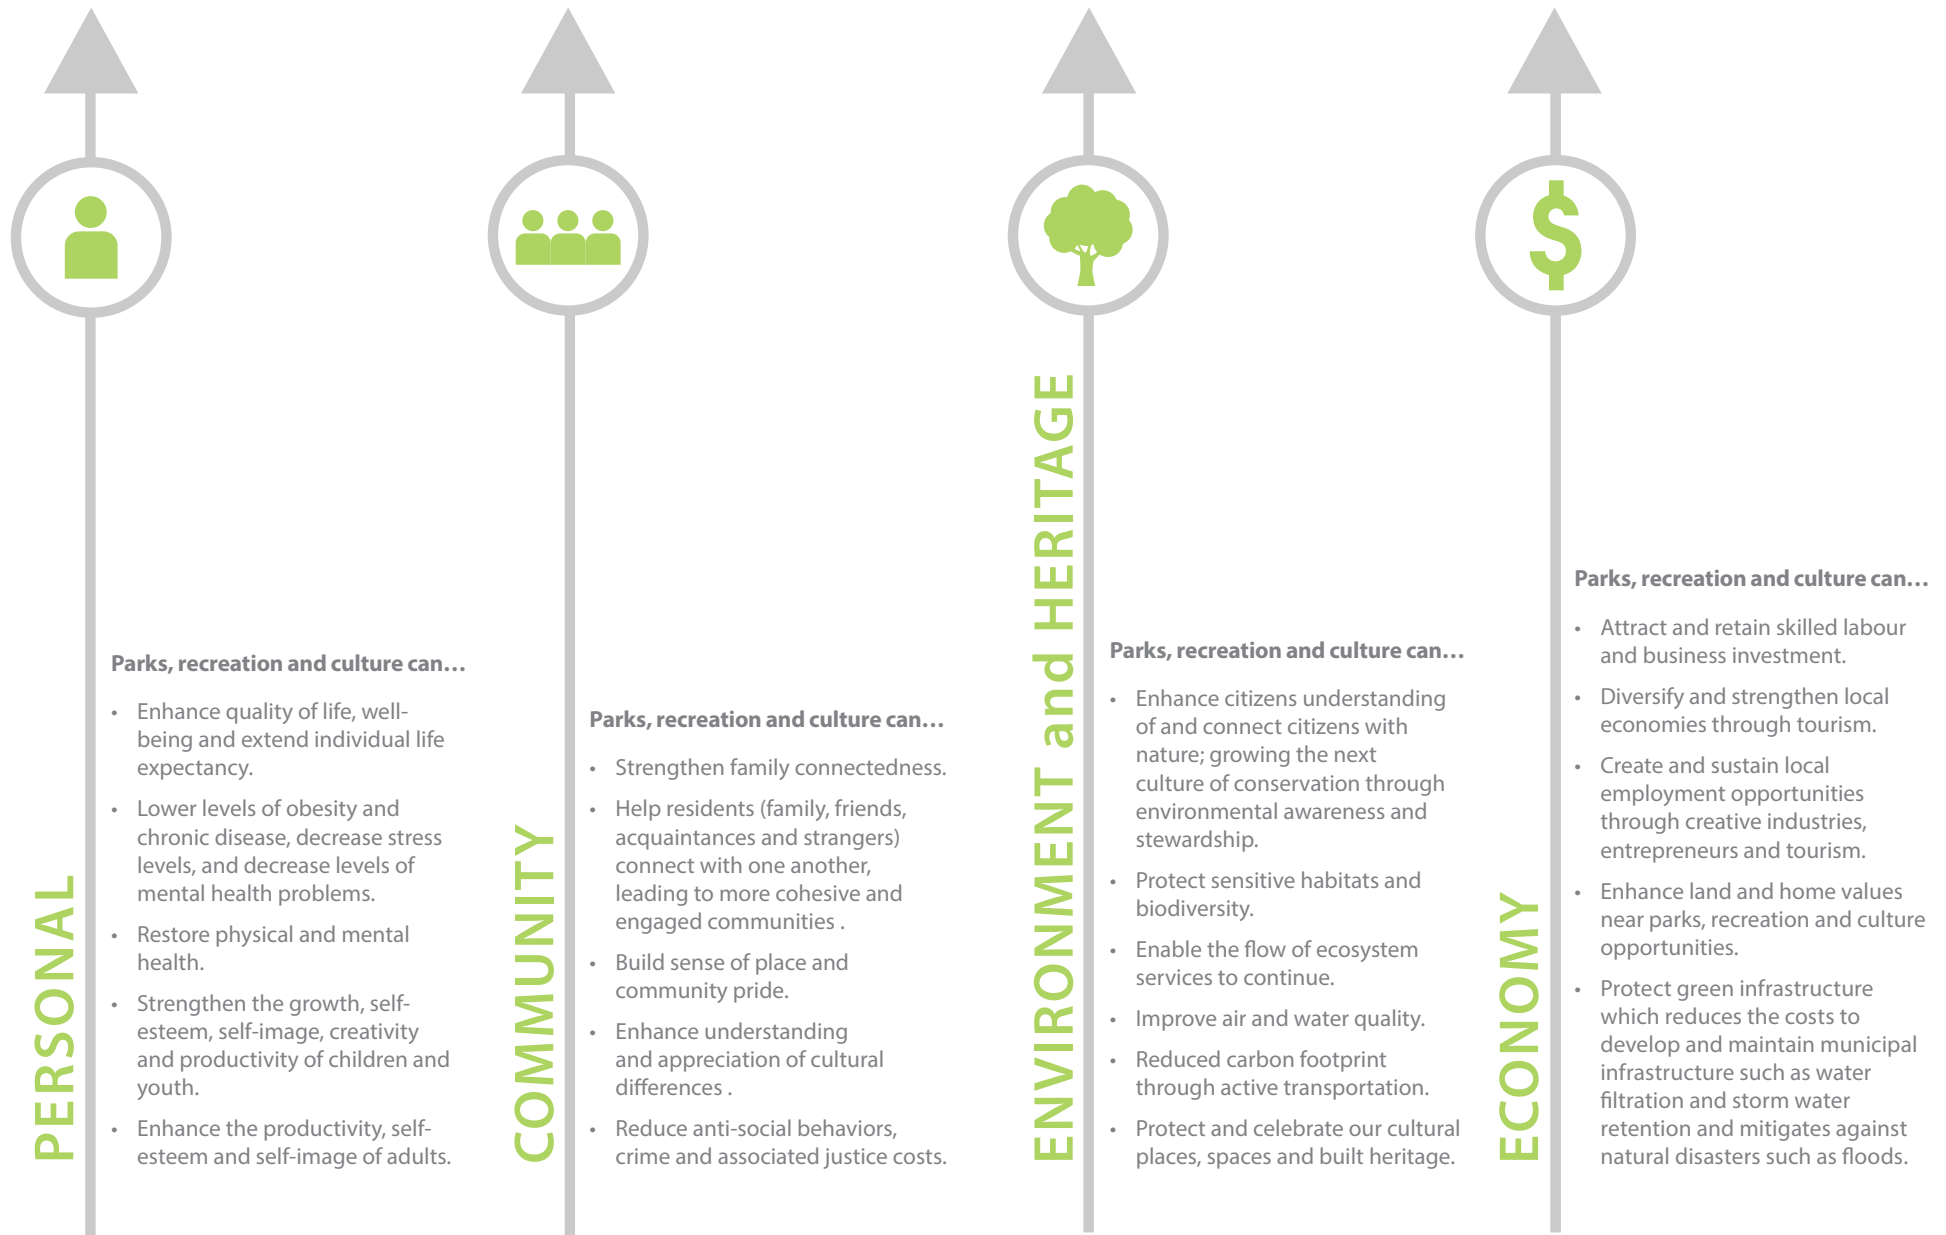 PERSONAL
Parks, recreation and culture can…
• Enhance quality of life, well-
being and extend individual life
expectancy.
• Lower levels of obesity and
chronic disease, decrease stress
levels, and decrease levels of
mental health problems.
• Restore physical and mental
health.
• Strengthen the growth, self-
esteem, self-image, creativity
and productivity of children and
youth.
• Enhance the productivity, self-
esteem and self-image of adults.
COMMUNITY
Parks, recreation and culture can…
• Strengthen family connectedness.
• Help residents (family, friends,
acquaintances and strangers)
connect with one another,
leading to more cohesive and
engaged communities .
• Build sense of place and
community pride.
• Enhance understanding
and appreciation of cultural
differences .
• Reduce anti-social behaviors,
crime and associated justice costs.
ENVIRONMENT and HERITAGE
Parks, recreation and culture can…
• Enhance citizens understanding
of and connect citizens with
nature; growing the next
culture of conservation through
environmental awareness and
stewardship.
• Protect sensitive habitats and
biodiversity.
• Enable the flow of ecosystem
services to continue.
• Improve air and water quality.
• Reduced carbon footprint
through active transportation.
• Protect and celebrate our cultural
places, spaces and built heritage.
$
ECONOMY
Parks, recreation and culture can…
• Attract and retain skilled labour
and business investment.
• Diversify and strengthen local
economies through tourism.
• Create and sustain local
employment opportunities
through creative industries,
entrepreneurs and tourism.
• Enhance land and home values
near parks, recreation and culture
opportunities.
• Protect green infrastructure
which reduces the costs to
develop and maintain municipal
infrastructure such as water
filtration and storm water
retention and mitigates against
natural disasters such as floods.